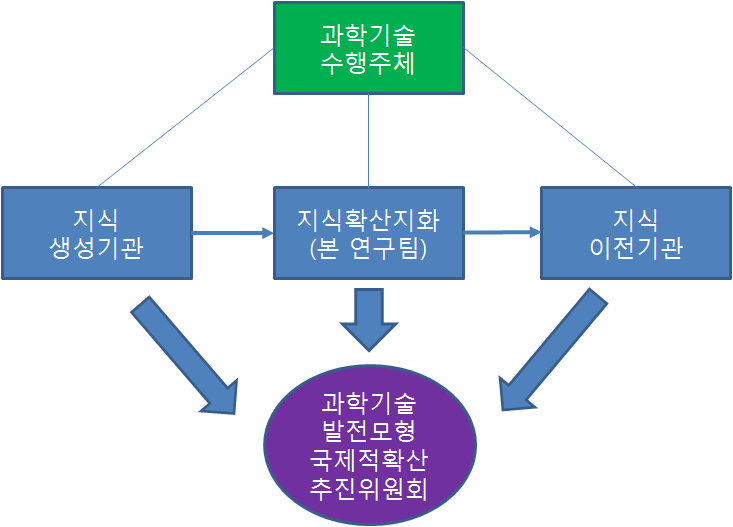 과학기술
수행주체
지식
생성기관
지식확산지화
(본 연구팀)
지식
이전기관
과학기술
발전모형
국제적확산
추진위원회